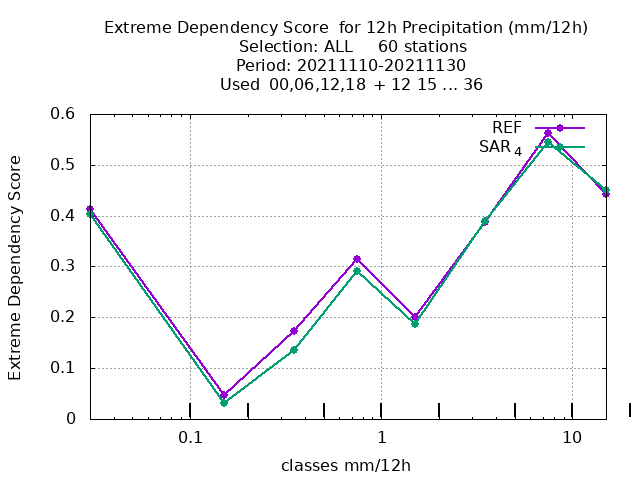 Extreme Dependency Score  for 12h Precipitation (mm/12h)
Selection: ALL     60 stations
Period: 20211110-20211130
Used  00,06,12,18  + 12 15 ... 36
REF
SAR 4
Extreme Dependency Score
0.6
0.5
0.4
0.3
0.2
0.1
0
0.1
1
10
classes mm/12h